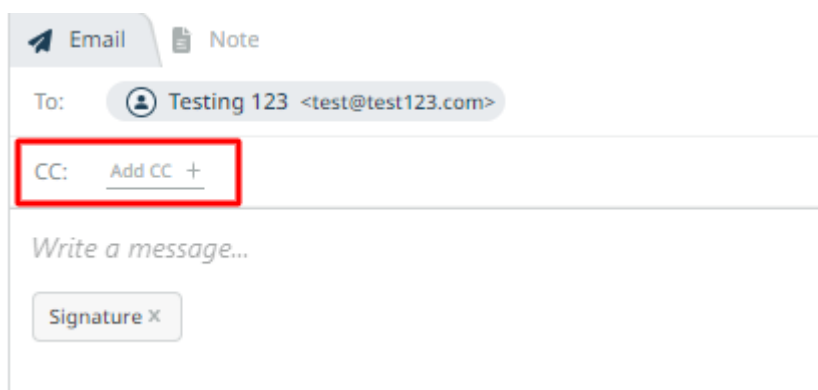 Email Note
To: Testing 123 <test@test123.com>
CC: Add CC +
Write a message...
Signature x